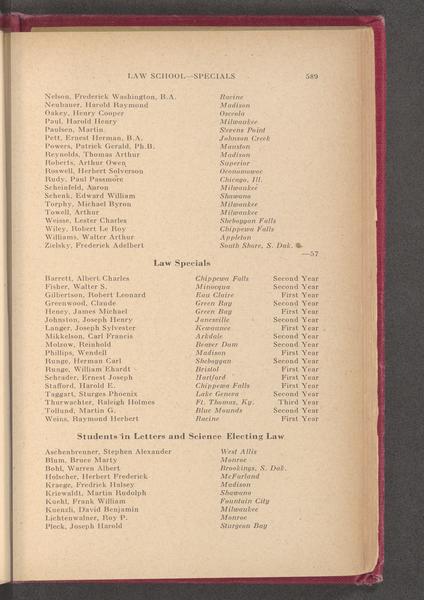 LAW SCHOOL—SPECIALS 589
Nelson, Frederick Washington, B.A. Racine
Neubauer, Harold Raymond Madison
Oakey, Henry Cooper Osceola
Paul, Harold Henry Milwaukee
Paulsen, Martin Stevens Point
Pett, Ernest Herman, B.A. Johnson Creek
Powers, Patrick Gerald, Ph.B. Mauston
Reynolds, Thomas Arthur Madison
Roberts, Arthur Owen Superior
Roswell, Herbert Solverson Oconomowoc
Rudy, Paul Passmore Chicago, Ill.
Scheinfeld, Aaron Milwaukee
Schenk, Edward William Shawano
Torphy, Michael Byron Milwaukee
Towell, Arthur Milwaukee
Weisse, Lester Charles Sheboygan Falls
Wiley, Robert Le Roy Chippewa Falls
Williams, Walter Arthur Appleton
Zielsky, Frederick Adelbert South Shore, S. Dak.
—57
Law Specials
Barrett, Albert Charles Chippewa Falls Second Year
Fisher, Walter S. Minocqua Second Year
Gilbertson, Robert Leonard Eau Claire First Year
Greenwood, Claude Green Bay Second Year
Heney, James Michael Green Bay First Year
Johnston, Joseph Henry Janesville Second Year
Langer, Joseph Sylvester Kewaunee First Year
Mikkelson, Carl Francis Arkdale Second Year
Molzow, Reinhold Beaver Dam Second Year
Phillips, Wendell Madison First Year
Runge, Herman Carl Sheboygan Second Year
Runge, William Ehardt Bristol First Year
Schrader, Ernest Joseph Hartford First Year
Stafford, Harold E. Chippewa Falls First Year
Taggart, Sturges Phoenix Lake Geneva Second Year
Thurwachter, Raleigh Holmes Ft. Thomas, Ky. Third Year
Tollund, Martin G. Blue Mounds Second Year
Weins, Raymond Herbert Racine First Year
Students in Letters and Science Electing Law
Aschenbrenner, Stephen Alexander West Allis
Blum, Bruce Marty Monroe
Bohl, Warren Albert Brookings, S. Dak.
Holscher, Herbert Frederick McFarland
Kraege, Fredrick Halsey Madison
Kriewaldt, Martin Rudolph Shawano
Kuehl, Frank William Fountain City
Kuenzli, David Benjamin Milwaukee
Lichtenwalner, Roy P. Monroe
Pleck, Joseph Harold Sturgeon Bay